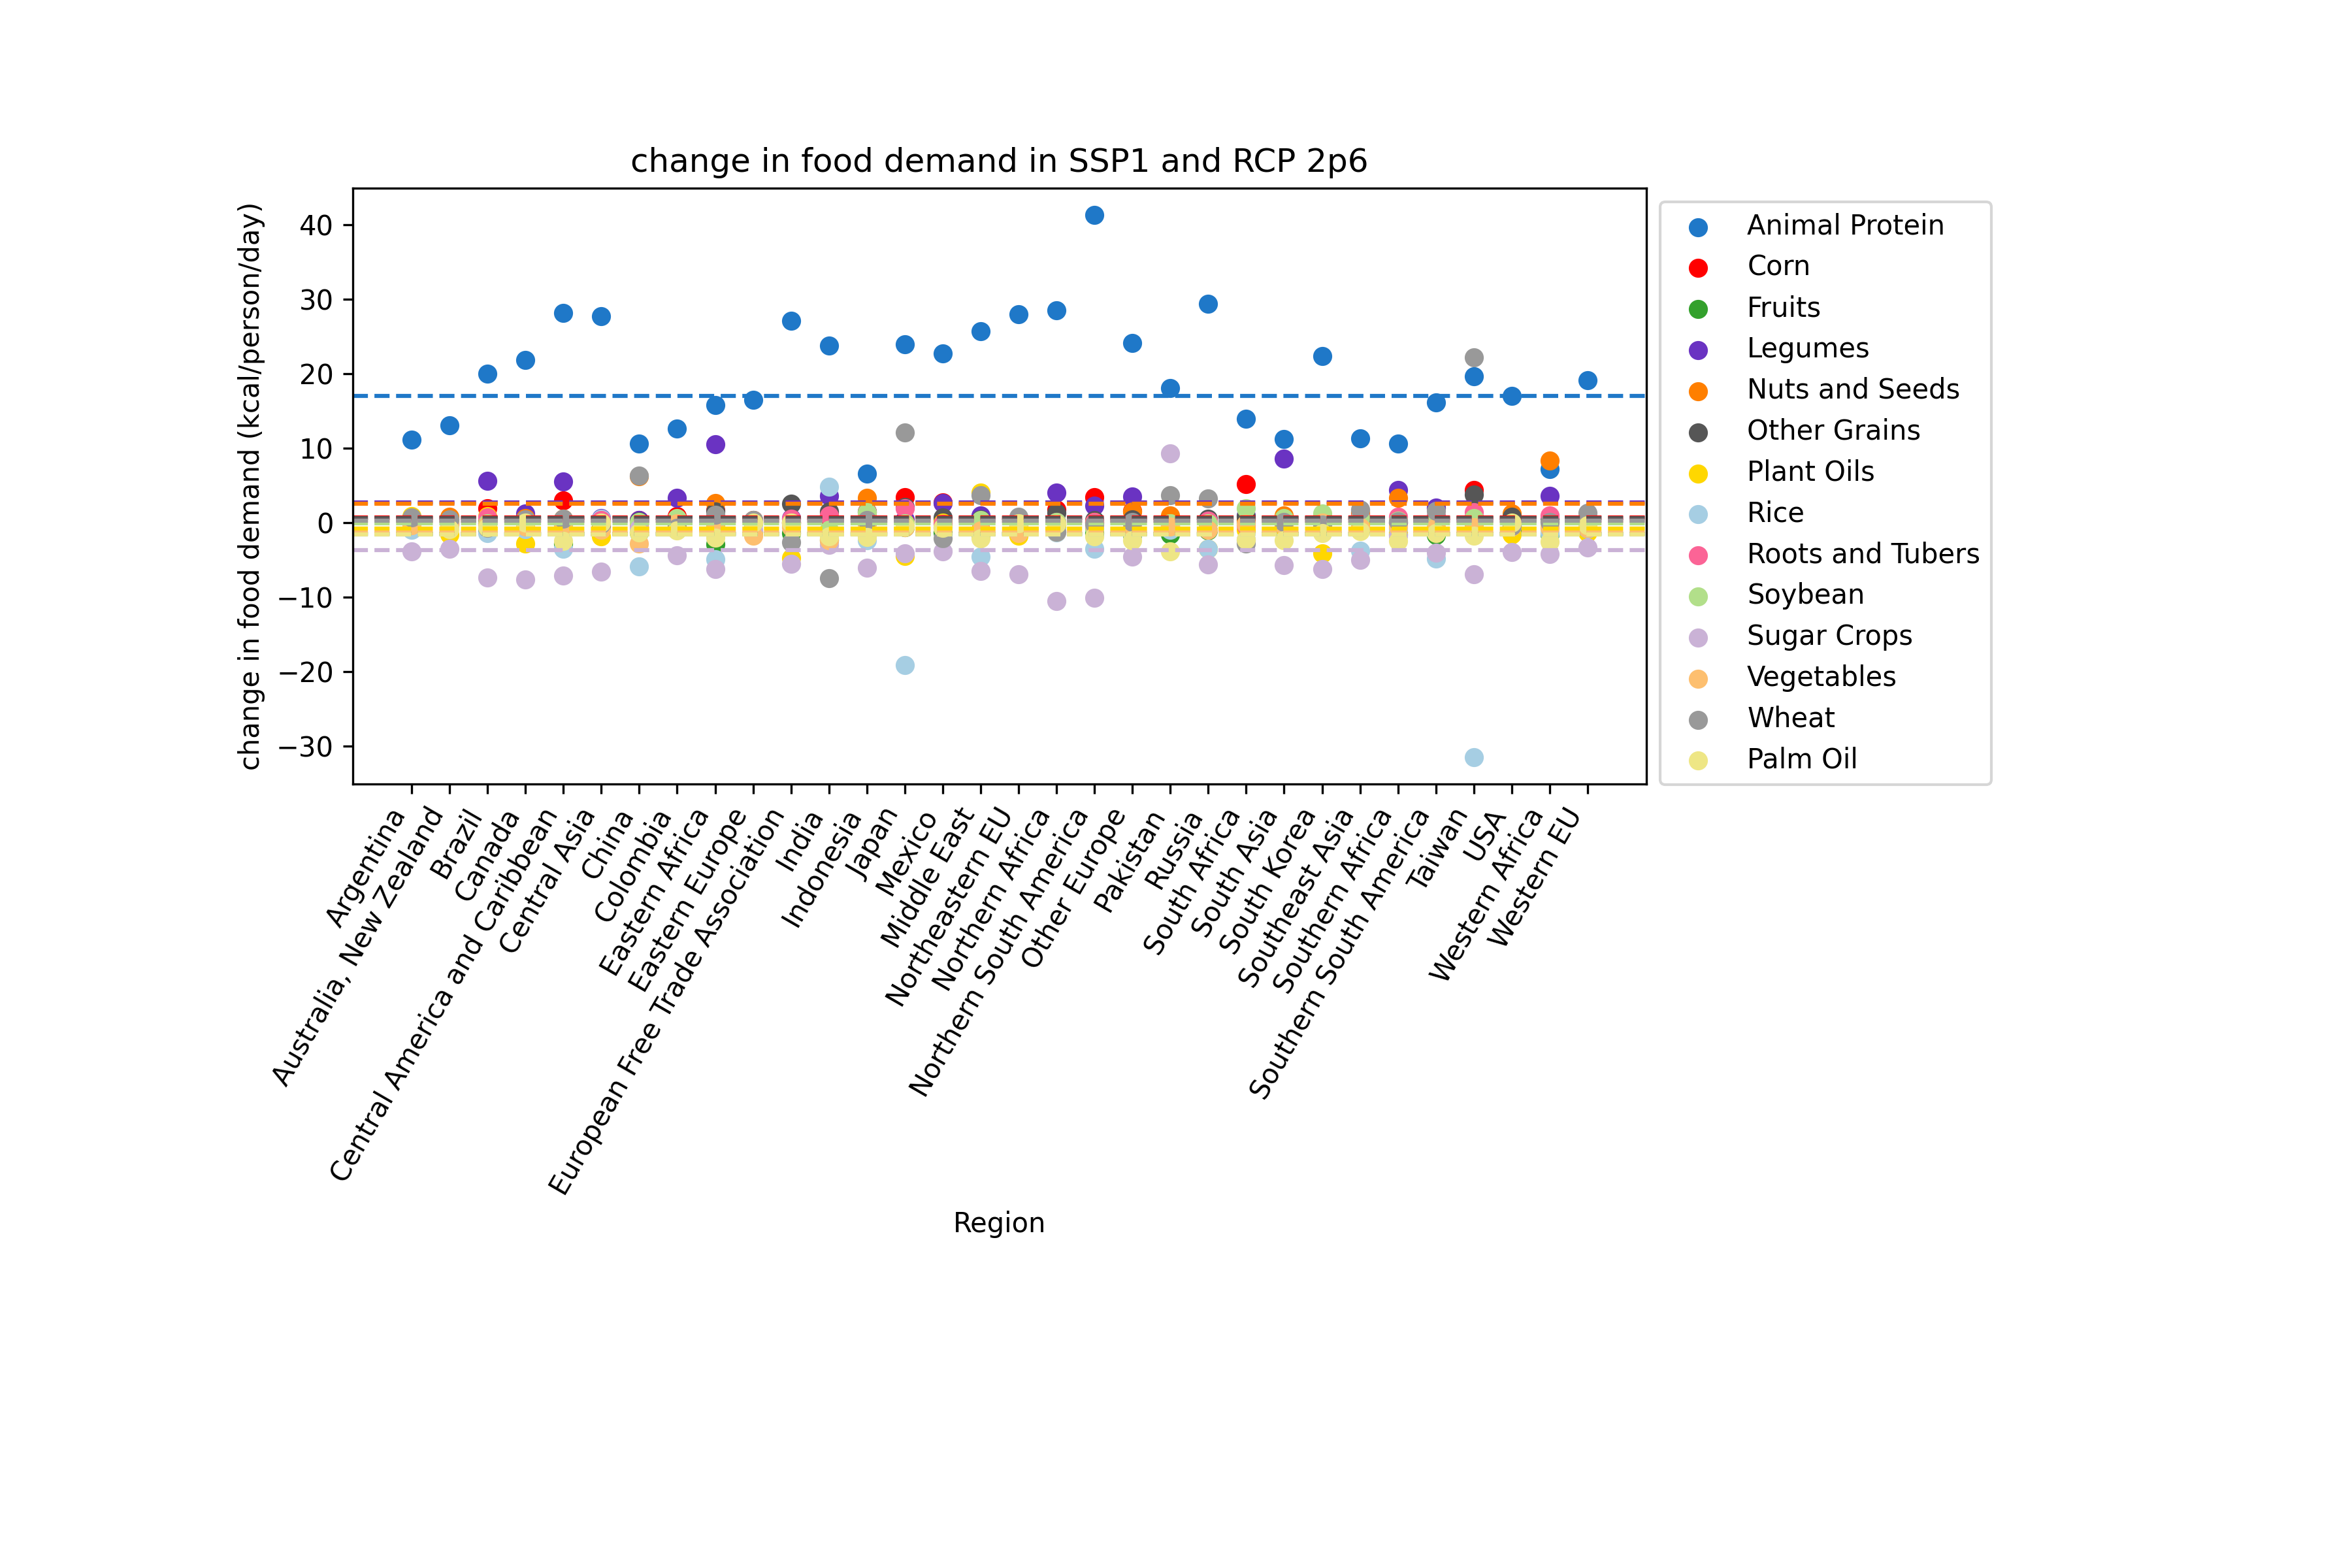 change in food demand in SSP1 and RCP 2p6
change in food demand (kcal/person/day)
40
30
20
10
0
−10
−20
−30
Animal Protein
Corn
Fruits
Legumes
Nuts and Seeds
Other Grains
Plant Oils
Rice
Roots and Tubers
Soybean
Sugar Crops
Vegetables
Wheat
Palm Oil
Argentina
Australia, New Zealand
Brazil
Canada
Central America and Caribbean
Central Asia
China
Colombia
Eastern Africa
Eastern Europe
European Free Trade Association
India
Indonesia
Japan
Mexico
Middle East
Northeastern EU
Northern Africa
Northern South America
Other Europe
Pakistan
Russia
South Africa
South Asia
South Korea
Southeast Asia
Southern Africa
Southern South America
Taiwan
USA
Western Africa
Western EU
Region